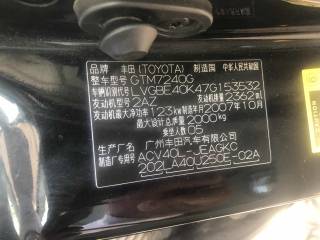 品牌 丰田(TOYOTA) 制造国 中华人民共和国
整车型号 GTM7240G
车辆识别代号 LVGBE40K47G153532
发动机型号 2AZ 发动机排量 2362mL
发动机最大净功率 123kW 制造年月 2007年10月
最大设计总质量 2000kg
乘坐人数 05
生产厂名 广州丰田汽车有限公司
制造厂型号 ACV40L-JEAGKC
202LA40U250E-02A